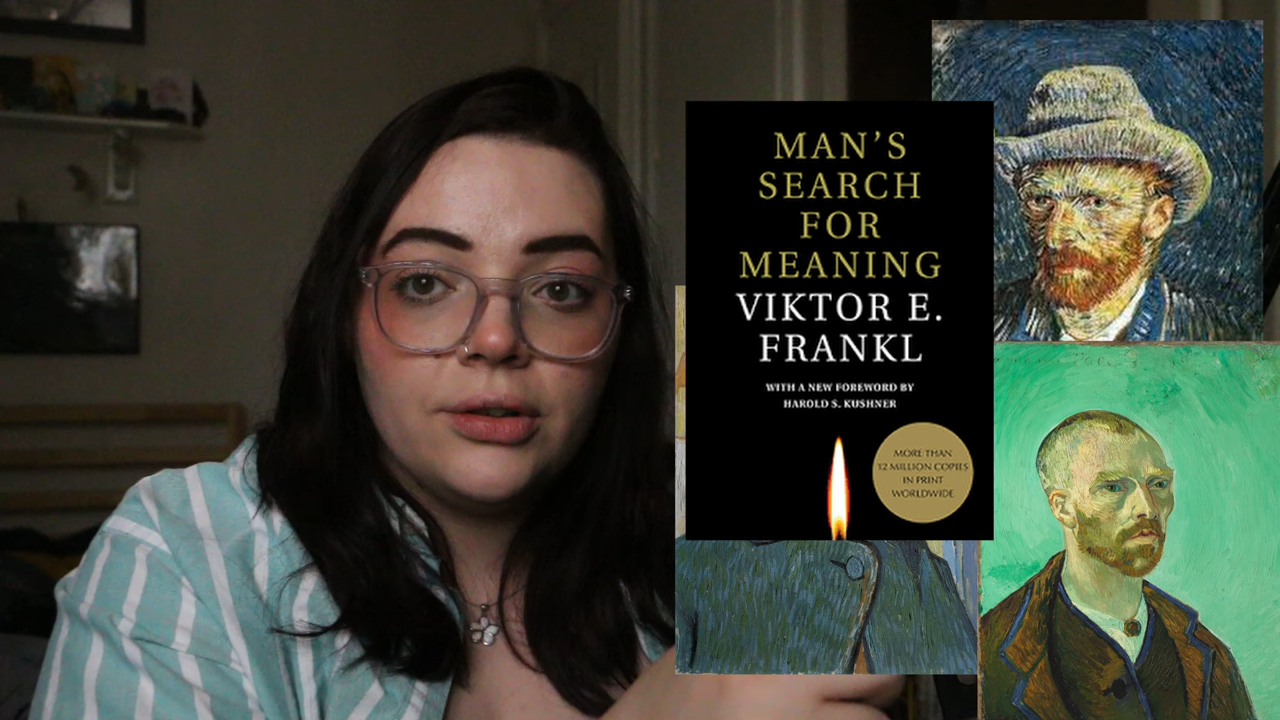 MAN'S
SEARCH
FOR
MEANING
VIKTOR E.
FRANKL
WITH A NEW FOREWORD BY
HAROLD S. KUSHNER
MORE THAN
12 MILLION COPIES
IN PRINT
WORLDWIDE